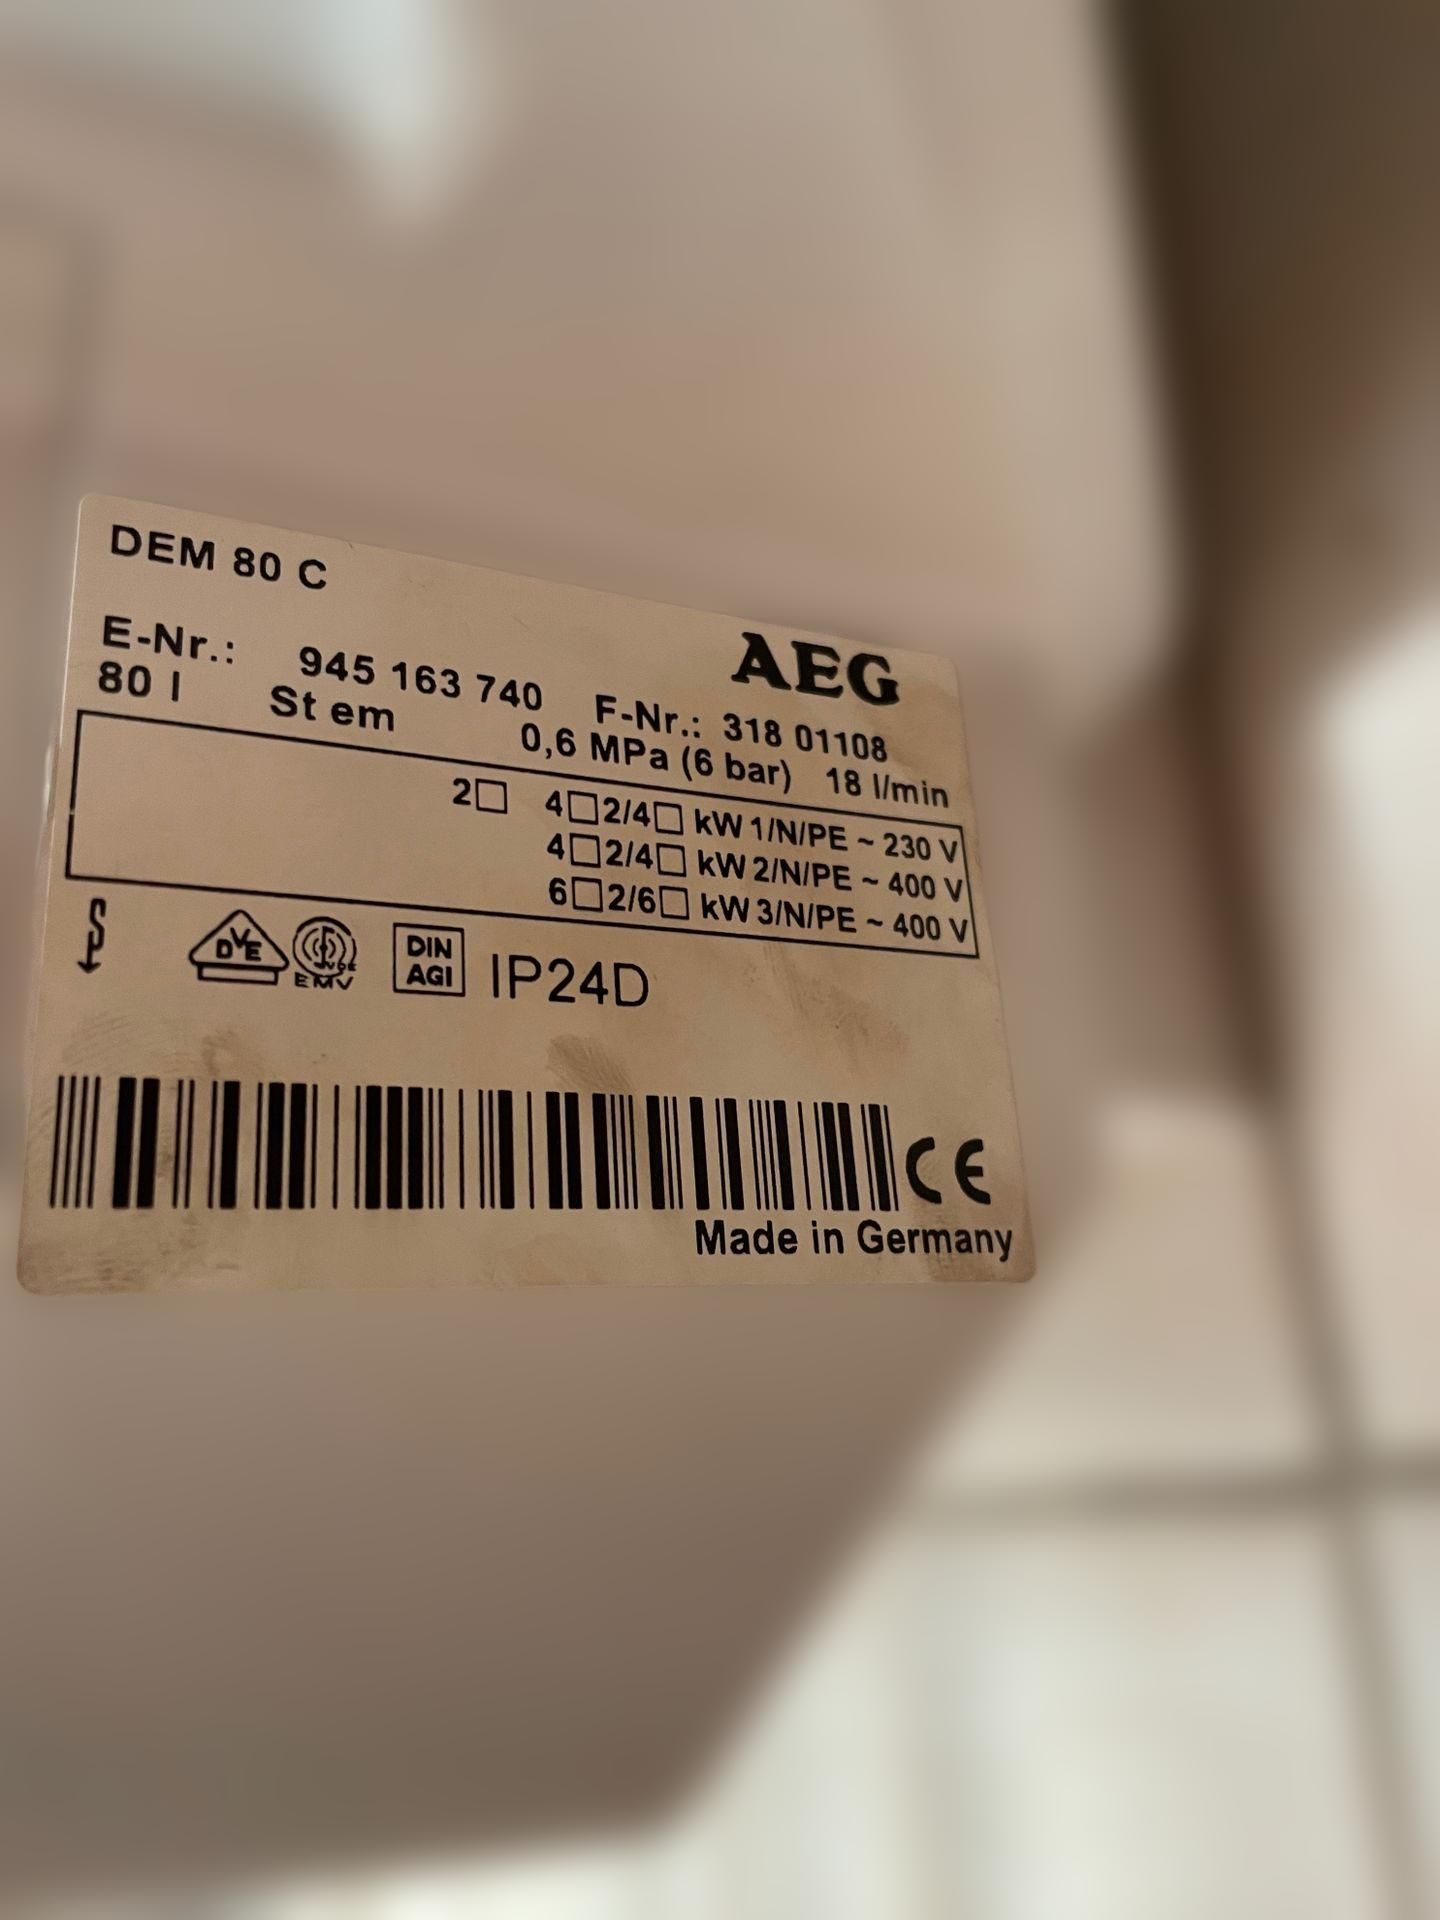 DEM 80 C
AEG
E-Nr.: 945 163 740 F-Nr.: 318 01108
80 l St em 0,6 MPa (6 bar) 18 l/min
2□ 4□2/4□ kW 1/N/PE ~ 230 V
4□2/4□ kW 2/N/PE ~ 400 V
6□2/6□ kW 3/N/PE ~ 400 V
DVE
EMV
DIN
AGI
IP24D
CE
Made in Germany